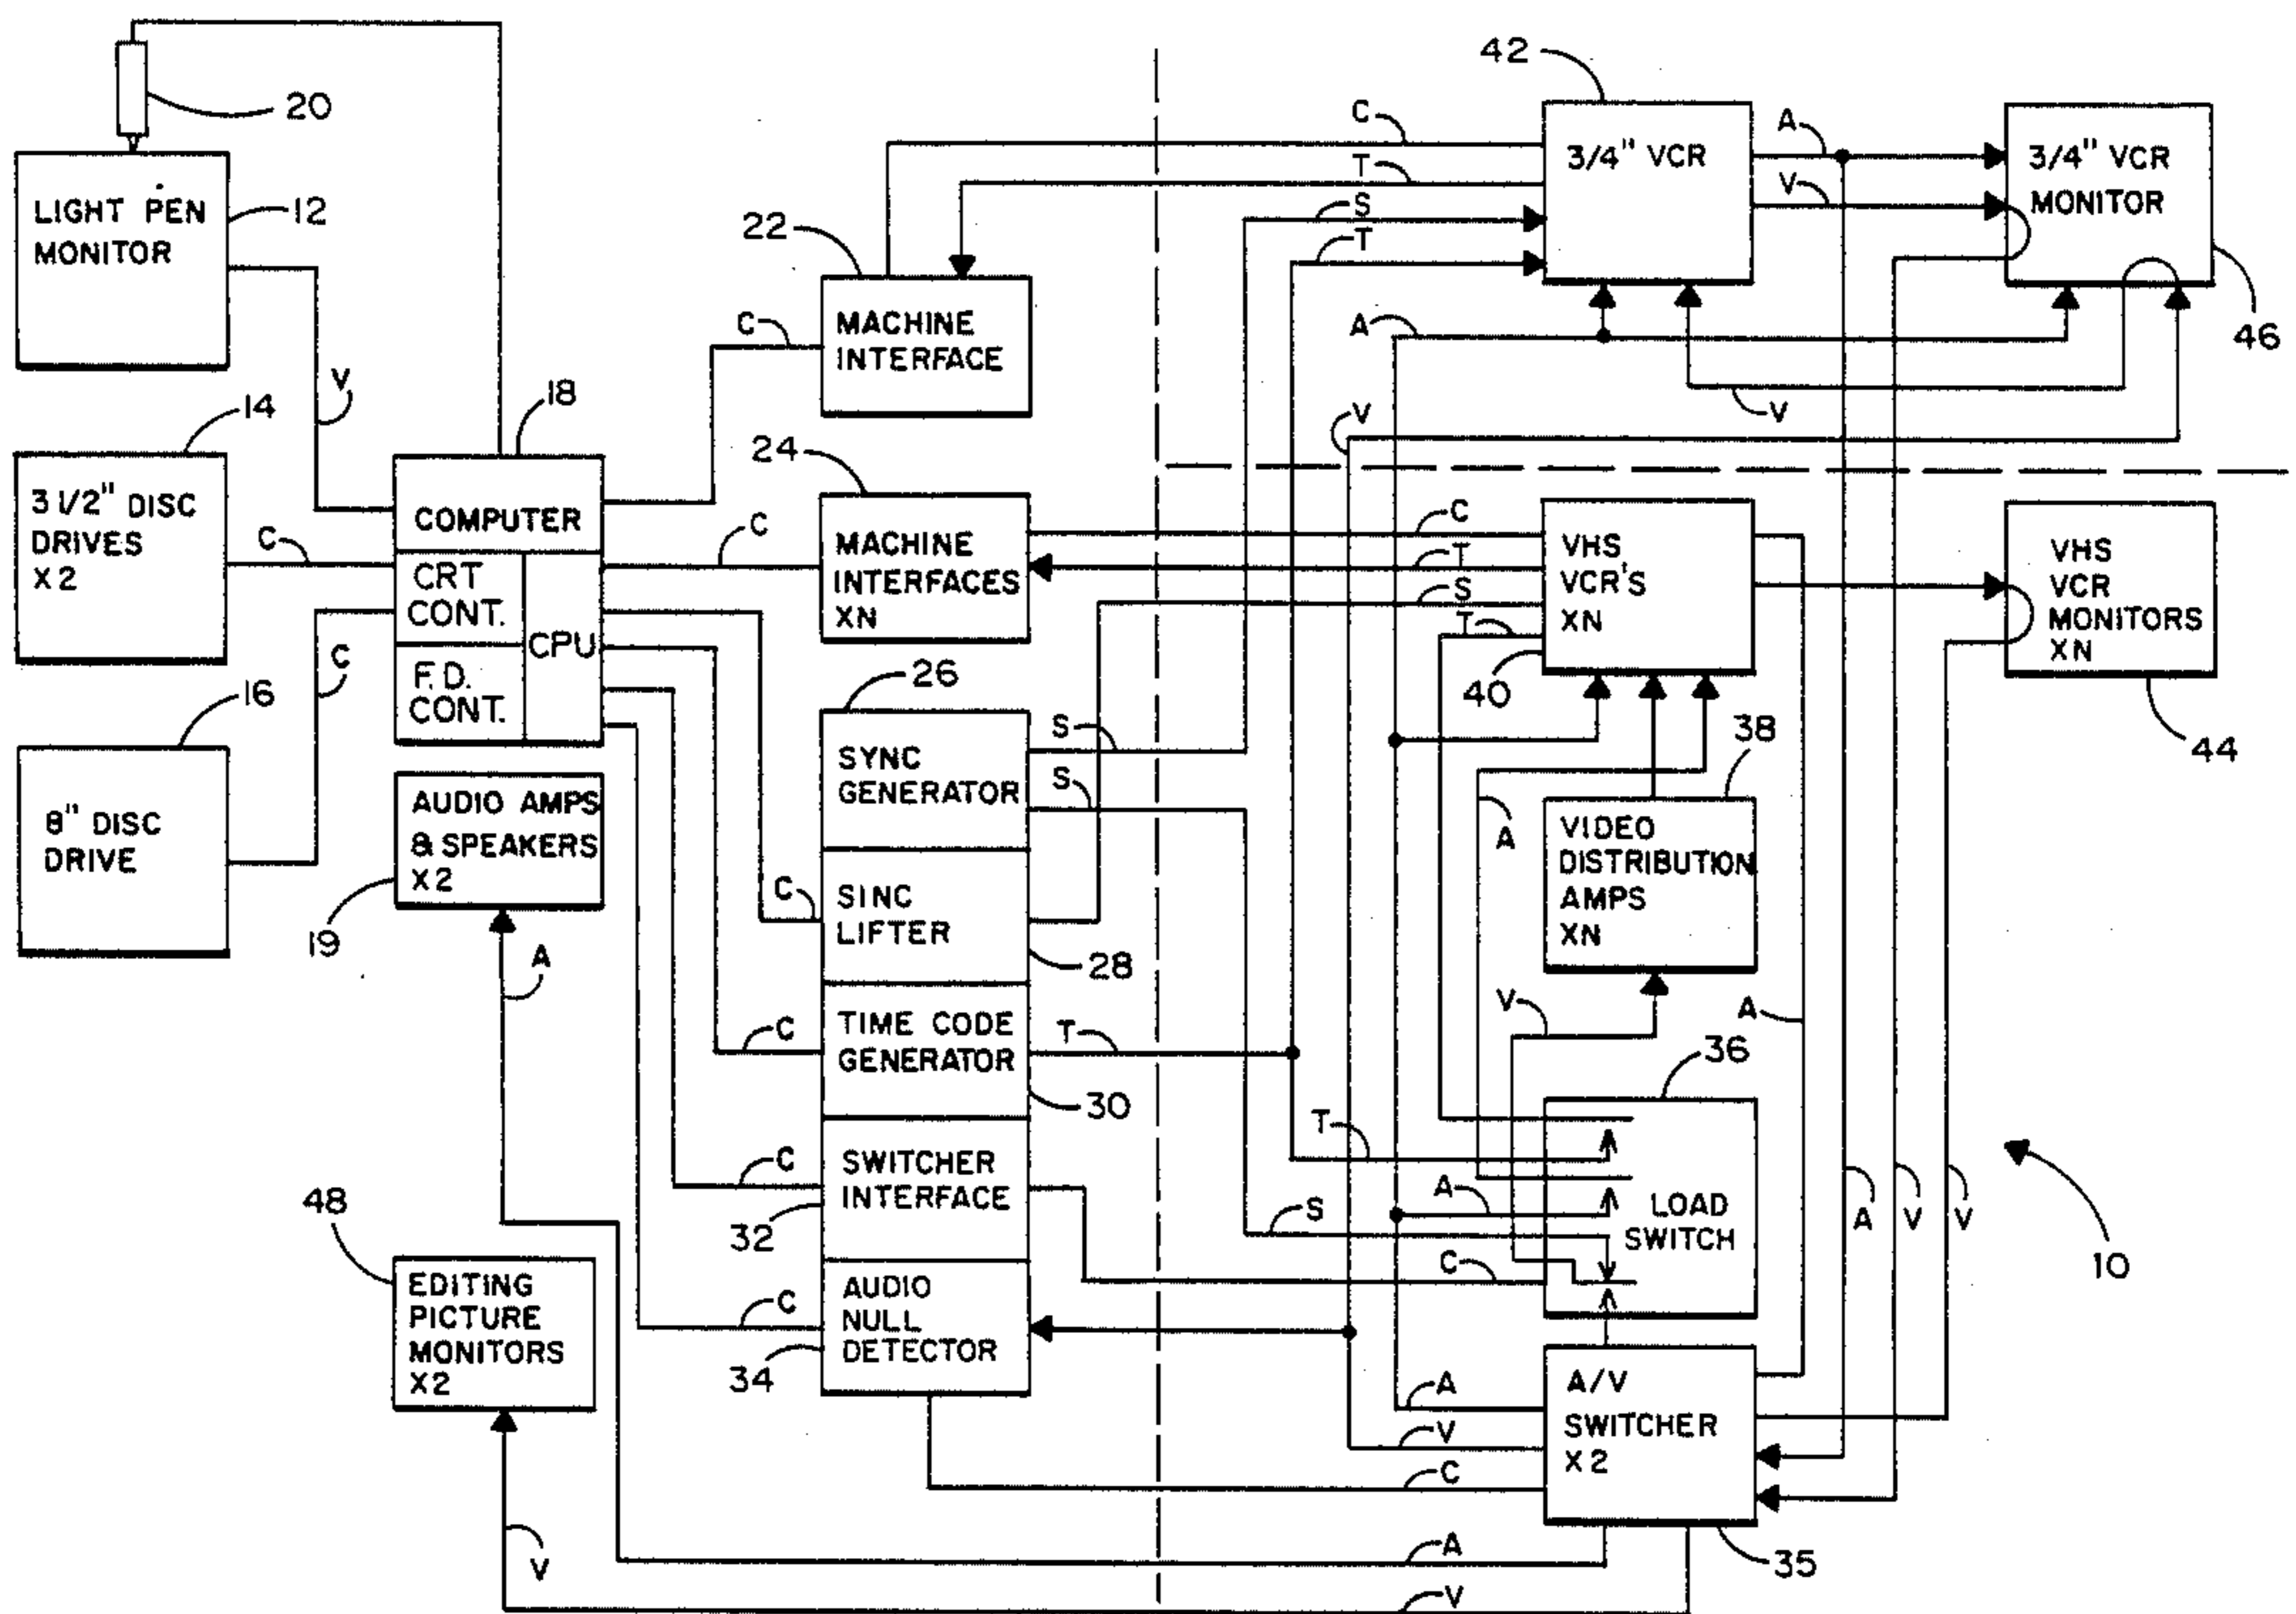 20
LIGHT PEN
MONITOR
12
V
14
3 1/2" DISC
DRIVES
X2
C
16
C
8" DISC
DRIVE
18
COMPUTER
CRT
CONT.
CPU
F.D.
CONT.
AUDIO AMPS
& SPEAKERS
X2
19
A
48
EDITING
PICTURE
MONITORS
X2
V
22
MACHINE
INTERFACE
C
24
MACHINE
INTERFACES
XN
C
26
SYNC
GENERATOR
S
S
SINC
LIFTER
C
28
TIME CODE
GENERATOR
C
T
30
SWITCHER
INTERFACE
C
32
AUDIO
NULL
DETECTOR
C
34
42
3/4" VCR
C
T
S
T
A
V
A
V
V
3/4" VCR
MONITOR
46
VHS
VCR'S
XN
C
T
S
T
40
VHS
VCR
MONITORS
XN
44
38
VIDEO
DISTRIBUTION
AMPS
XN
A
V
A
36
LOAD
SWITCH
T
A
S
C
A
V
V
10
A/V
SWITCHER
X2
A
V
C
35
A
V